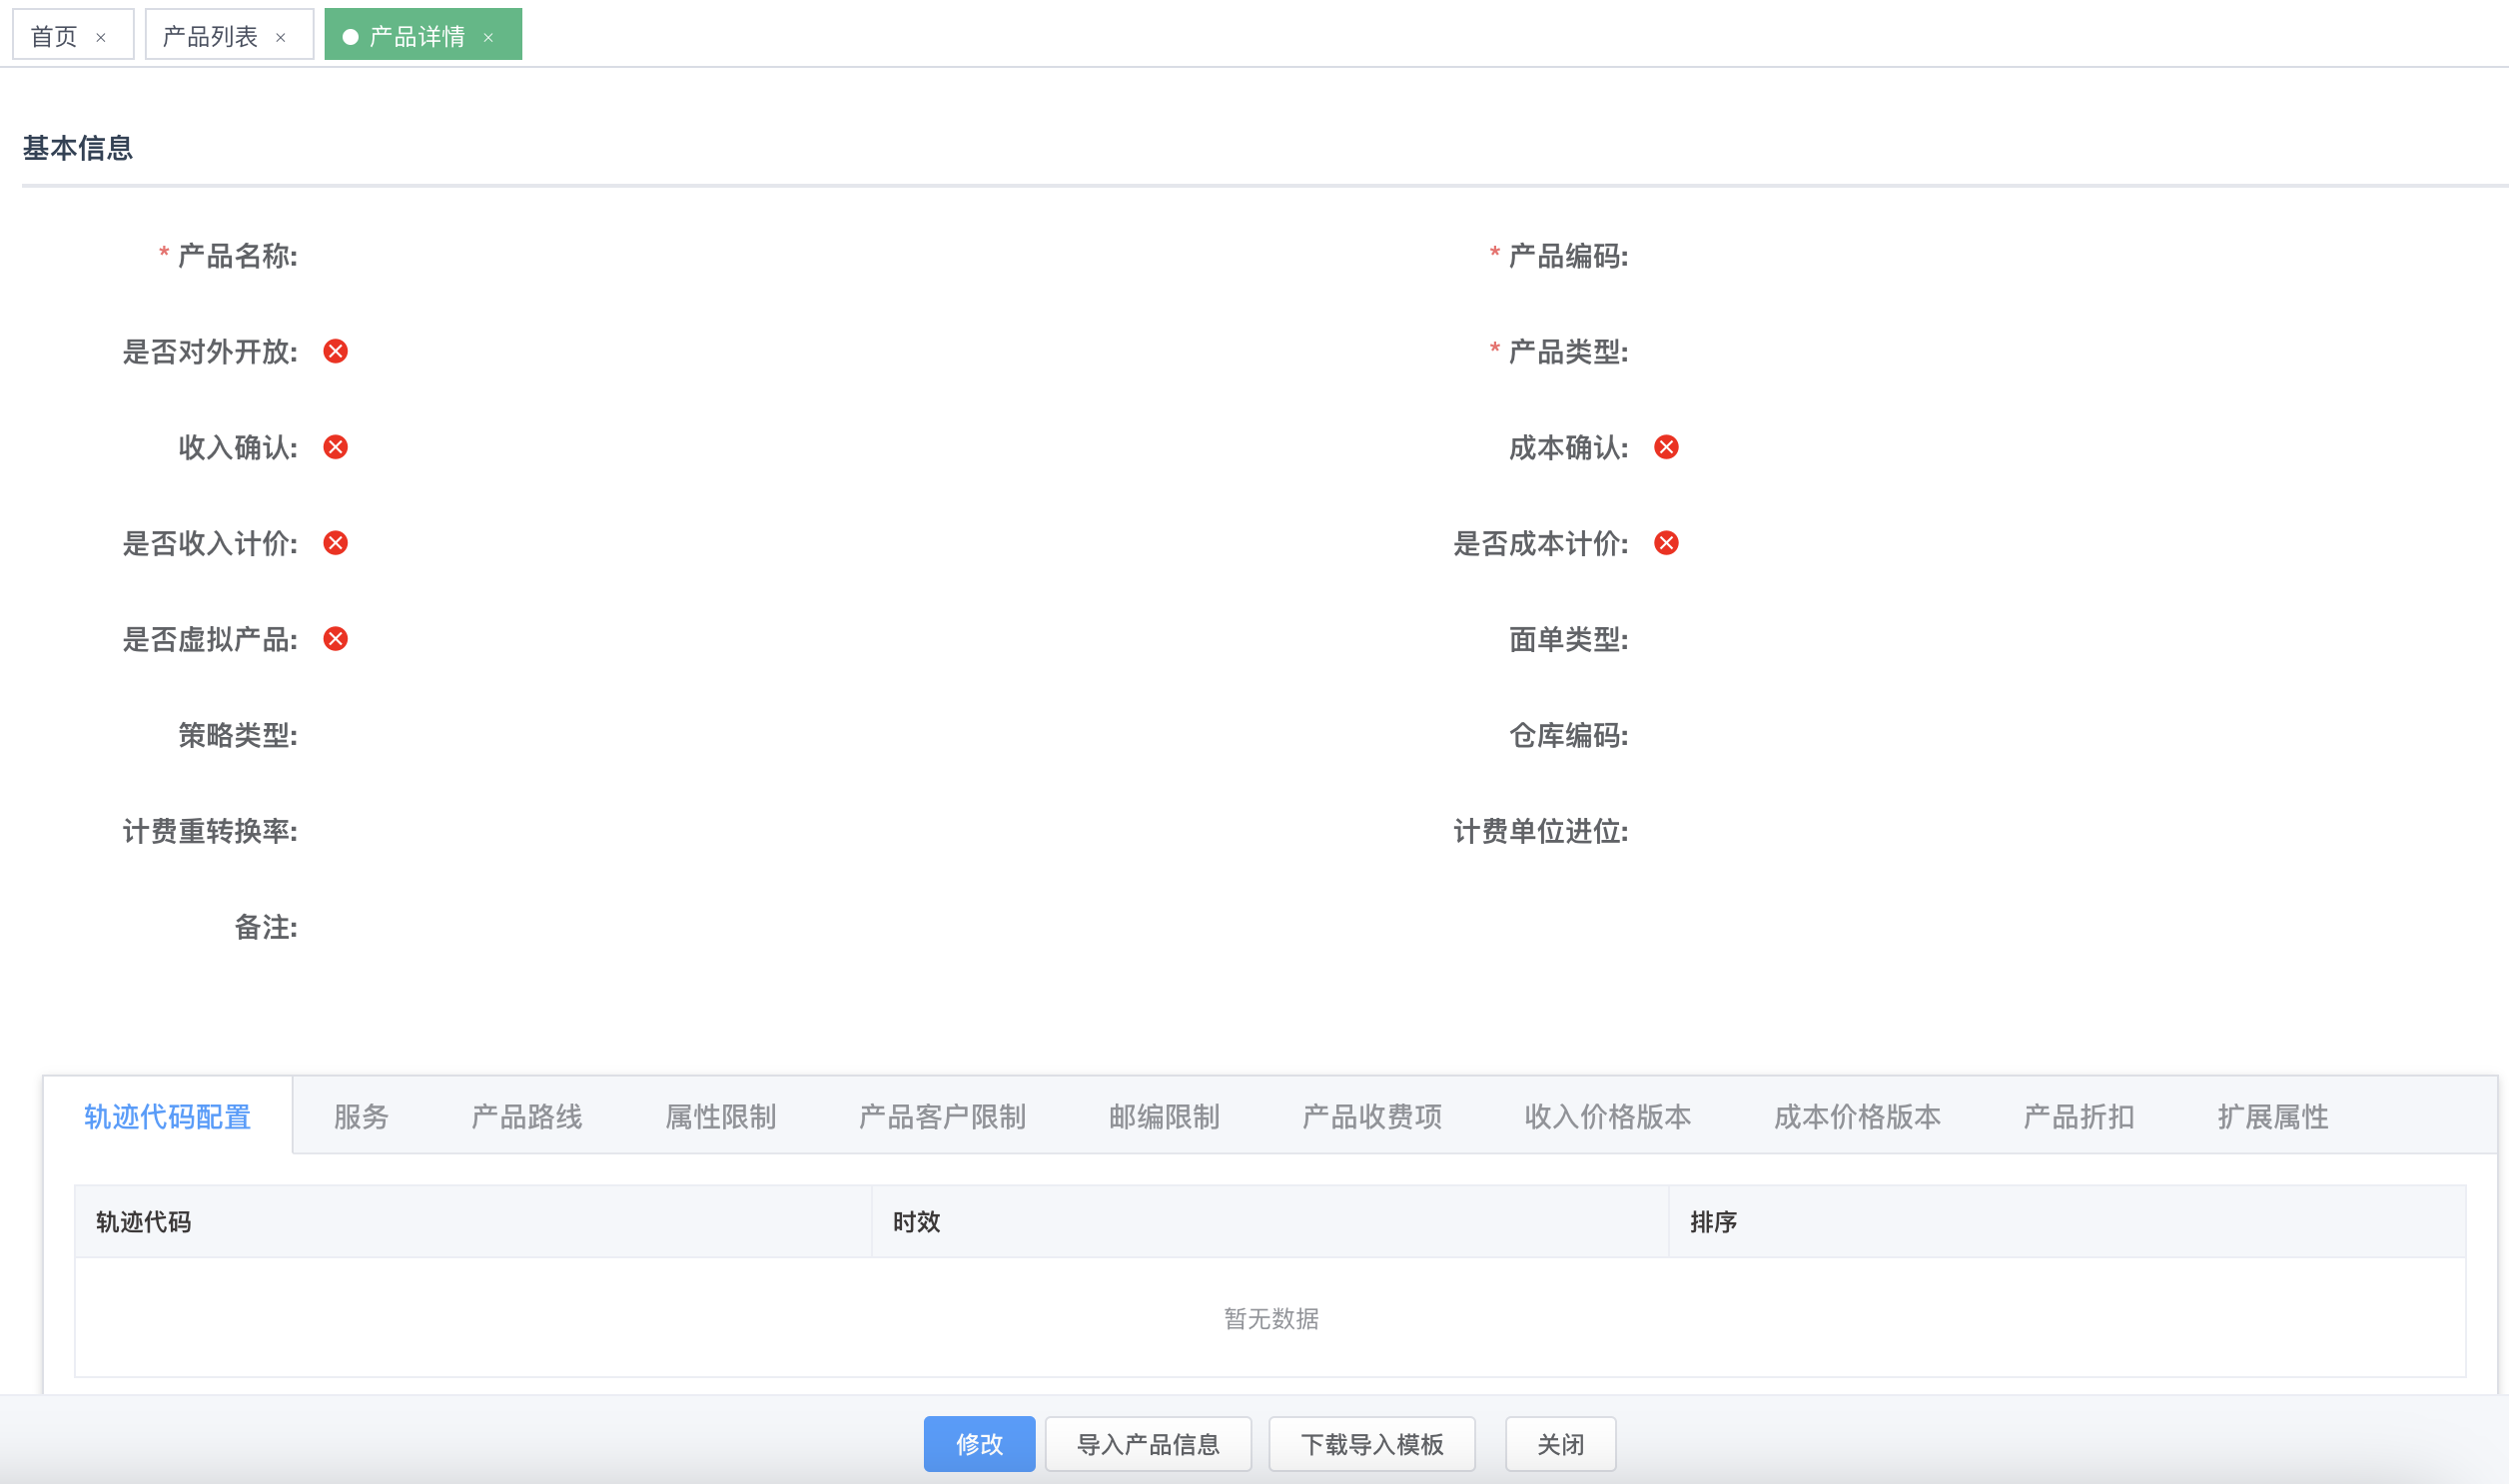 首页 × 产品列表 × 产品详情 ×
基本信息
* 产品名称: * 产品编码:
是否对外开放: * 产品类型:
收入确认: 成本确认:
是否收入计价: 是否成本计价:
是否虚拟产品: 面单类型:
策略类型: 仓库编码:
计费重转换率: 计费单位进位:
备注:
轨迹代码配置 服务 产品路线 属性限制 产品客户限制 邮编限制 产品收费项 收入价格版本 成本价格版本 产品折扣 扩展属性
轨迹代码 时效 排序
暂无数据
修改 导入产品信息 下载导入模板 关闭